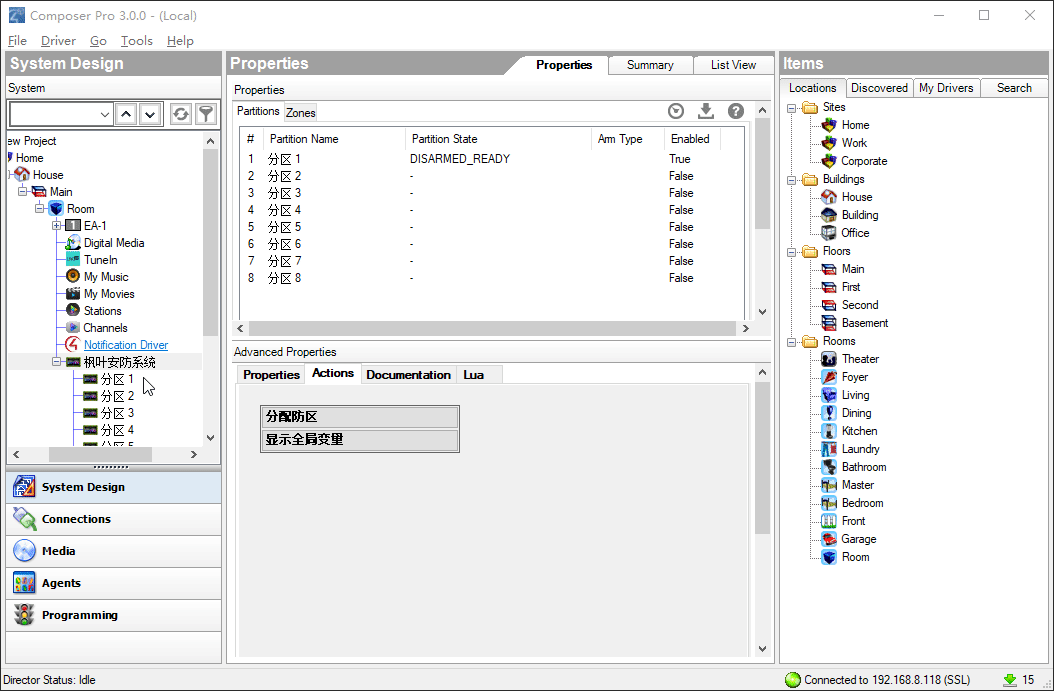 Composer Pro 3.0.0 - (Local)
File Driver Go Tools Help
System Design
System
ew Project
Home
House
Main
Room
EA-1
Digital Media
TuneIn
My Music
My Movies
Stations
Channels
Notification Driver
枫叶安防系统
分区 1
分区 2
分区 3
分区 4
System Design
Connections
Media
Agents
Programming
Properties
Properties Summary List View
Properties
Partitions Zones
# Partition Name Partition State Arm Type Enabled
1 分区 1 DISARMED_READY True
2 分区 2 - False
3 分区 3 - False
4 分区 4 - False
5 分区 5 - False
6 分区 6 - False
7 分区 7 - False
8 分区 8 - False
Advanced Properties
Properties Actions Documentation Lua
分配防区
显示全局变量
Items
Locations Discovered My Drivers Search
Sites
Home
Work
Corporate
Buildings
House
Building
Office
Floors
Main
First
Second
Basement
Rooms
Theater
Foyer
Living
Dining
Kitchen
Laundry
Bathroom
Master
Bedroom
Front
Garage
Room
Director Status: Idle
Connected to 192.168.8.118 (SSL)
15